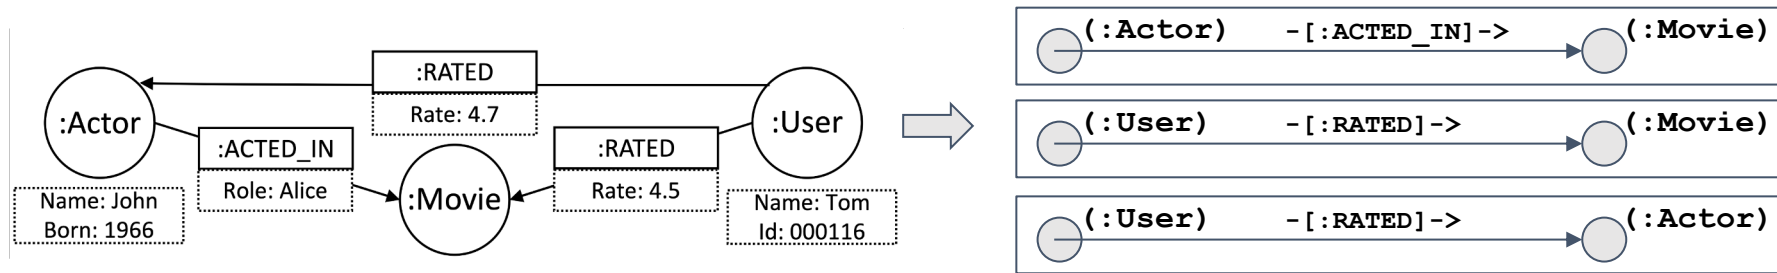 :RATED
Rate: 4.7
:Actor
:User
:ACTED_IN
Role: Alice
:RATED
Rate: 4.5
:Movie
Name: John
Born: 1966
Name: Tom
Id: 000116
(:Actor) -[:ACTED_IN]-> (:Movie)
(:User) -[:RATED]-> (:Movie)
(:User) -[:RATED]-> (:Actor)